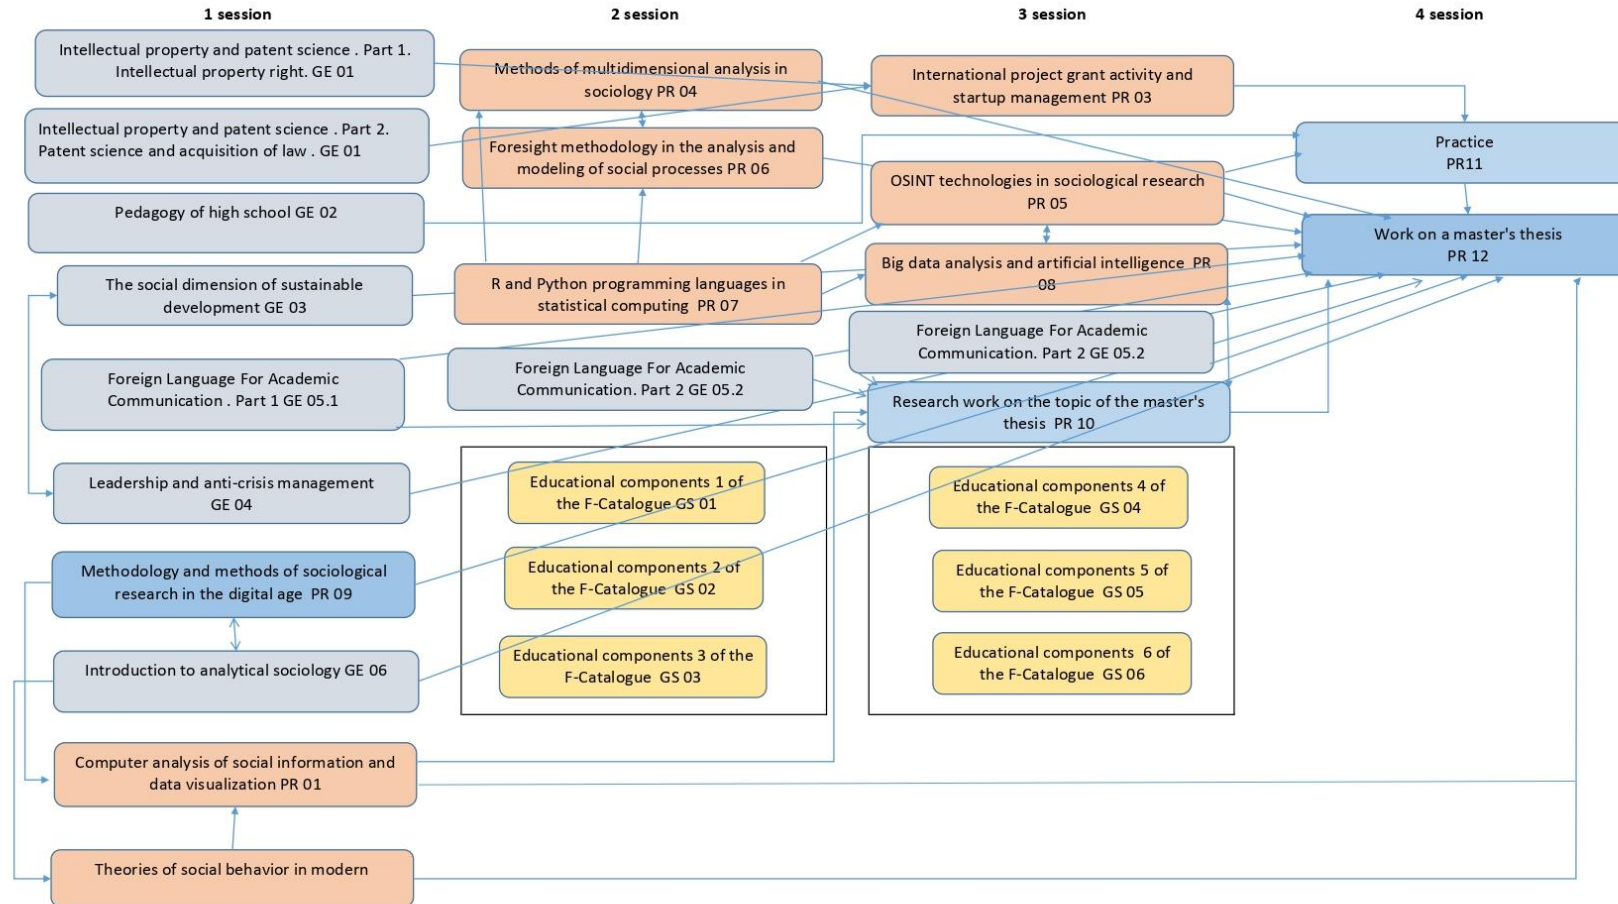 1 session
2 session
3 session
4 session
Intellectual property and patent science . Part 1.
Intellectual property right. GE 01
Intellectual property and patent science . Part 2.
Patent science and acquisition of law . GE 01
Pedagogy of high school GE 02
The social dimension of sustainable
development GE 03
Foreign Language For Academic
Communication . Part 1 GE 05.1
Leadership and anti-crisis management
GE 04
Methodology and methods of sociological
research in the digital age  PR 09
Introduction to analytical sociology GE 06
Computer analysis of social information and
data visualization PR 01
Theories of social behavior in modern
Methods of multidimensional analysis in
sociology PR 04
Foresight methodology in the analysis and
modeling of social processes PR 06
R and Python programming languages in
statistical computing  PR 07
Foreign Language For Academic
Communication. Part 2 GE 05.2
Educational components 1 of
the F-Catalogue GS 01
Educational components 2 of
the F-Catalogue  GS 02
Educational components 3 of the
F-Catalogue  GS 03
International project grant activity and
startup management PR 03
OSINT technologies in sociological research
PR 05
Big data analysis and artificial intelligence  PR
08
Foreign Language For Academic
Communication. Part 2 GE 05.2
Research work on the topic of the master's
thesis  PR 10
Educational components 4 of
the F-Catalogue  GS 04
Educational components 5 of
the F-Catalogue  GS 05
Educational components  6 of
the F-Catalogue  GS 06
Practice
PR11
Work on a master's thesis
PR 12